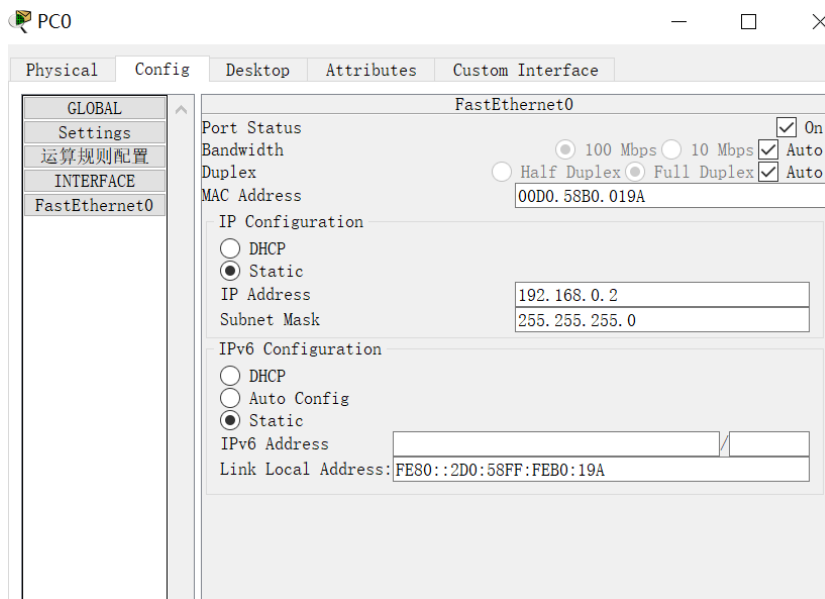 PC0
Physical Config Desktop Attributes Custom Interface
GLOBAL
Settings
运算规则配置
INTERFACE
FastEthernet0
FastEthernet0
Port Status On
Bandwidth 100 Mbps 10 Mbps Auto
Duplex Half Duplex Full Duplex Auto
MAC Address 00D0.58B0.019A
IP Configuration
DHCP
Static
IP Address 192.168.0.2
Subnet Mask 255.255.255.0
IPv6 Configuration
DHCP
Auto Config
Static
IPv6 Address /
Link Local Address: FE80::2D0:58FF:FEB0:19A